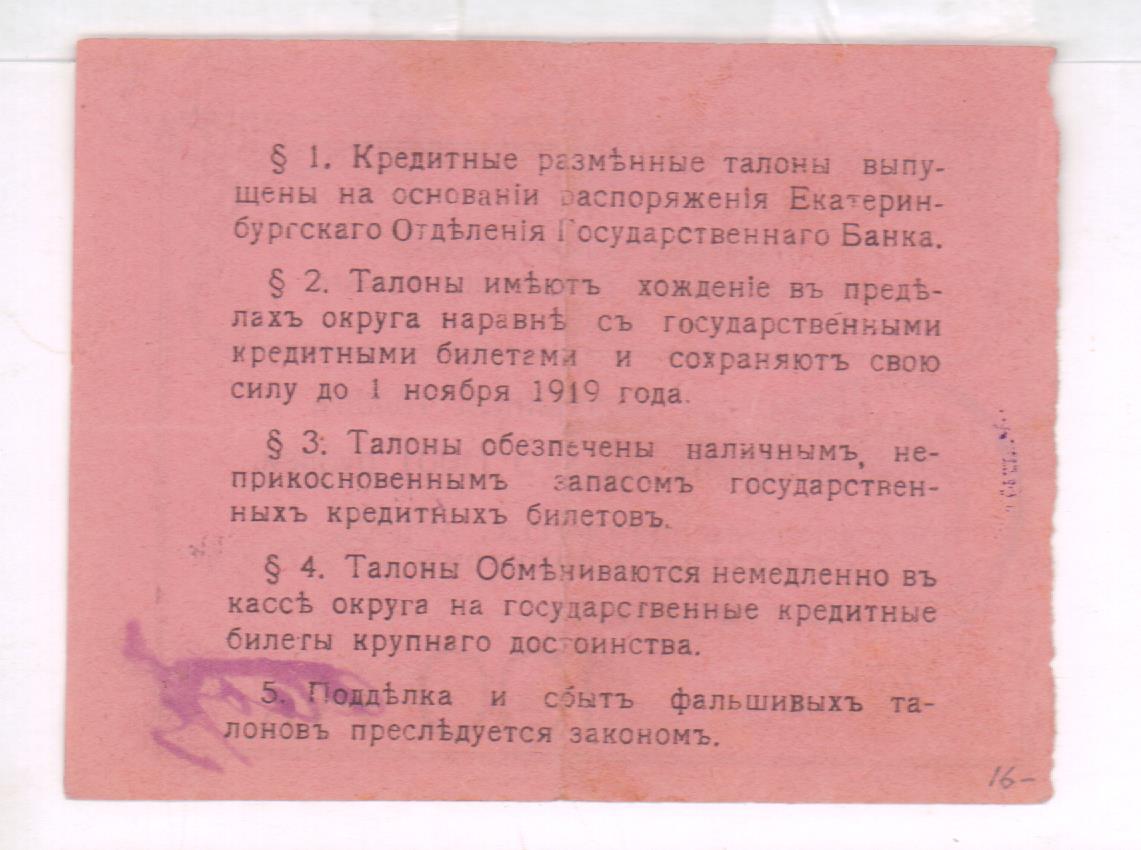 § 1. Кредитные размѣнные талоны выпу-
щены на основаніи распоряженія Екатерин-
бургскаго Отдѣленія Государственнаго Банка.
§ 2. Талоны имѣютъ хожденіе въ предѣ-
лахъ округа наравнѣ съ государственными
кредитными билетами и сохраняютъ свою
силу до 1 ноября 1919 года.
§ 3. Талоны обезпечены наличнымъ, не-
прикосновеннымъ запасомъ государствен-
ныхъ кредитныхъ билетовъ.
§ 4. Талоны Обмѣниваются немедленно въ
кассѣ округа на государственные кредитные
билеты крупнаго достоинства.
5. Поддѣлка и сбытъ фальшивыхъ та-
лоновъ преслѣдуется закономъ.
16-